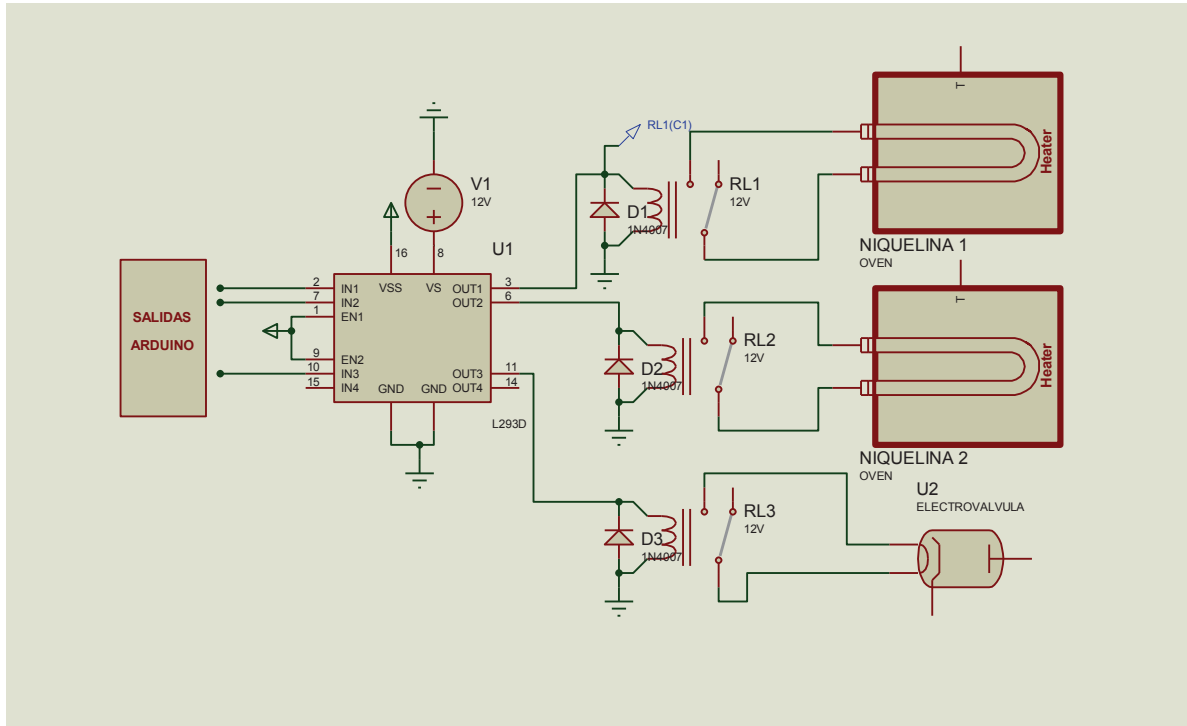 SALIDAS
ARDUINO
V1
12V
U1
16
8
VSS
VS
2
IN1
7
IN2
1
EN1
9
EN2
10
IN3
15
IN4
OUT1
3
OUT2
6
OUT3
11
OUT4
14
GND
GND
L293D
RL1(C1)
D1
1N4007
RL1
12V
T
Heater
NIQUELINA 1
OVEN
D2
1N4007
RL2
12V
T
Heater
NIQUELINA 2
OVEN
D3
1N4007
RL3
12V
U2
ELECTROVALVULA